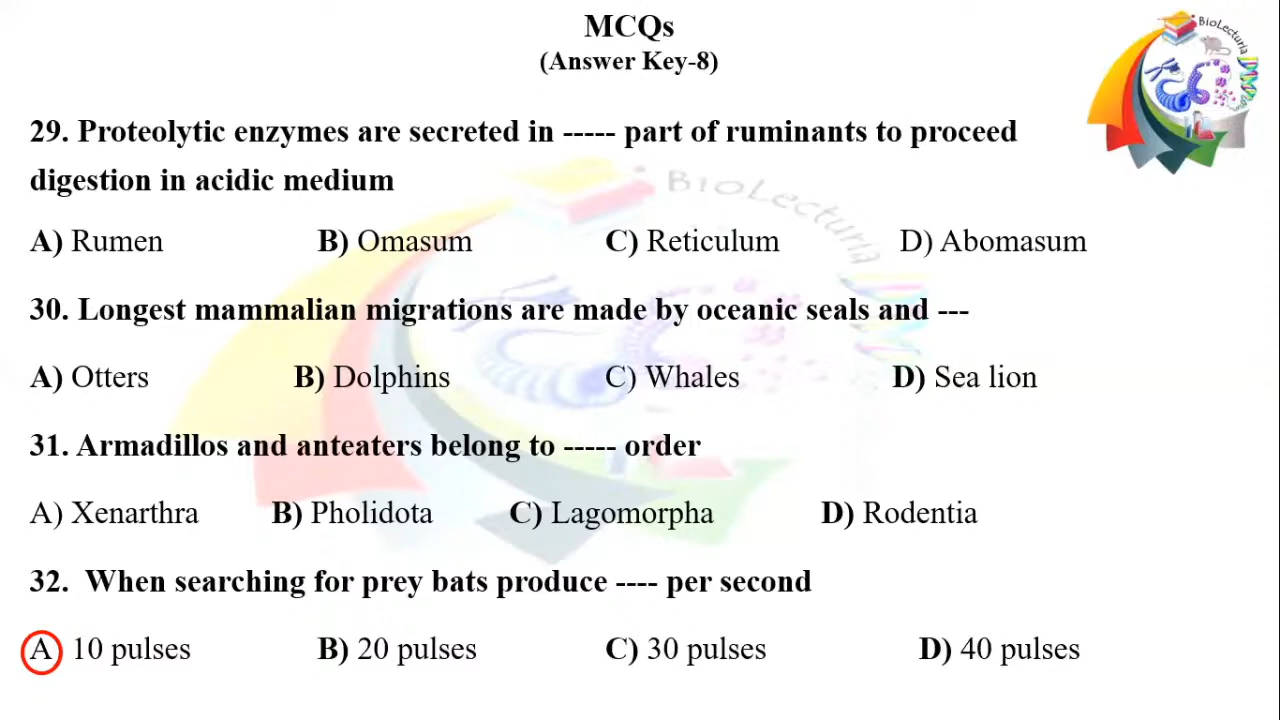 MCQs
(Answer Key-8)
BioLecturia
29. Proteolytic enzymes are secreted in ----- part of ruminants to proceed
digestion in acidic medium
BioLecturia
A) Rumen B) Omasum C) Reticulum D) Abomasum
30. Longest mammalian migrations are made by oceanic seals and ---
A) Otters B) Dolphins C) Whales D) Sea lion
31. Armadillos and anteaters belong to ----- order
A) Xenarthra B) Pholidota C) Lagomorpha D) Rodentia
32. When searching for prey bats produce ---- per second
A 10 pulses B) 20 pulses C) 30 pulses D) 40 pulses